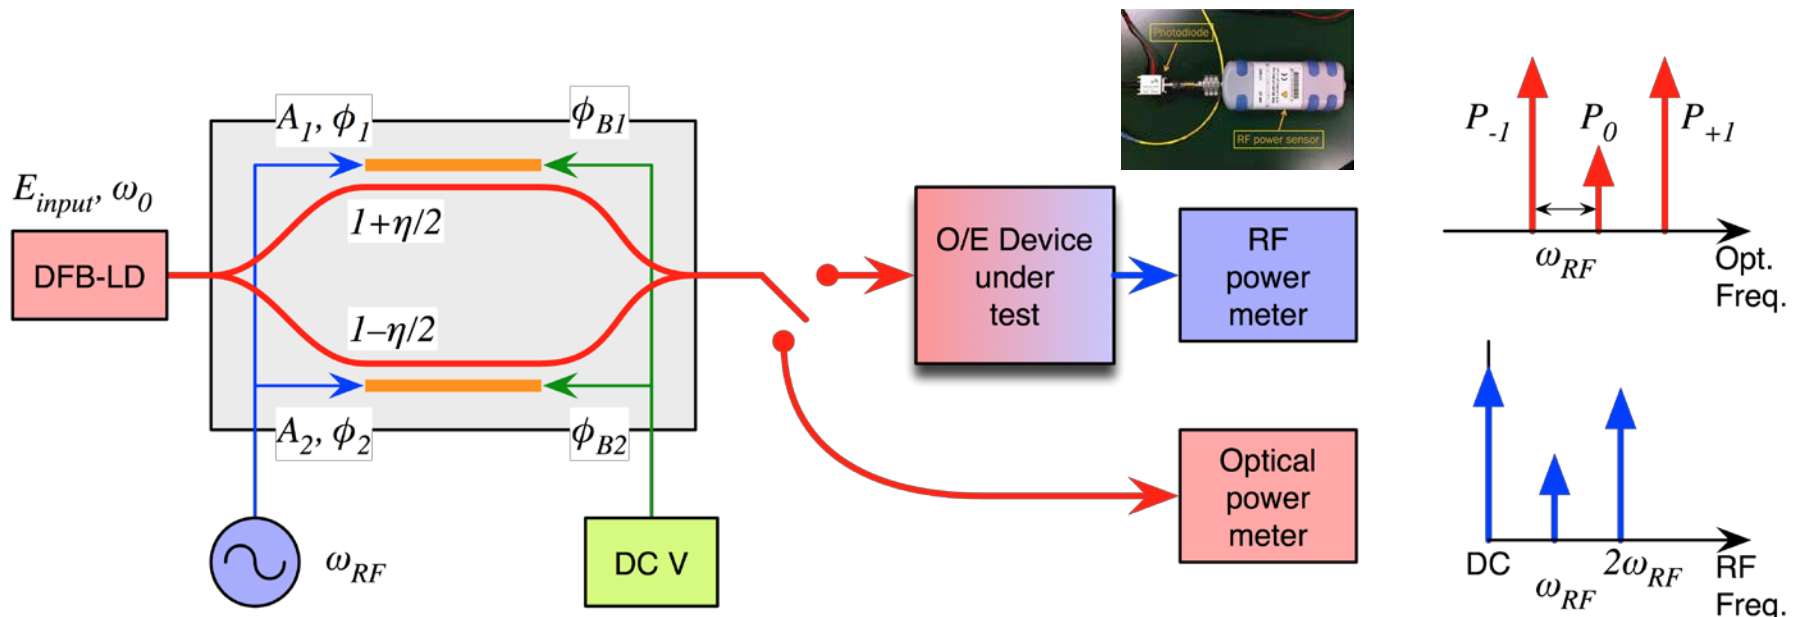 E_input, ω_0
DFB-LD
A_1, ϕ_1
ϕ_B1
1+η/2
1–η/2
A_2, ϕ_2
ϕ_B2
ω_RF
DC V
Photodiode
RF power sensor
O/E Device
under
test
RF
power
meter
Optical
power
meter
P_-1
P_0
P_+1
ω_RF
Opt.
Freq.
DC
ω_RF
2ω_RF
RF
Freq.